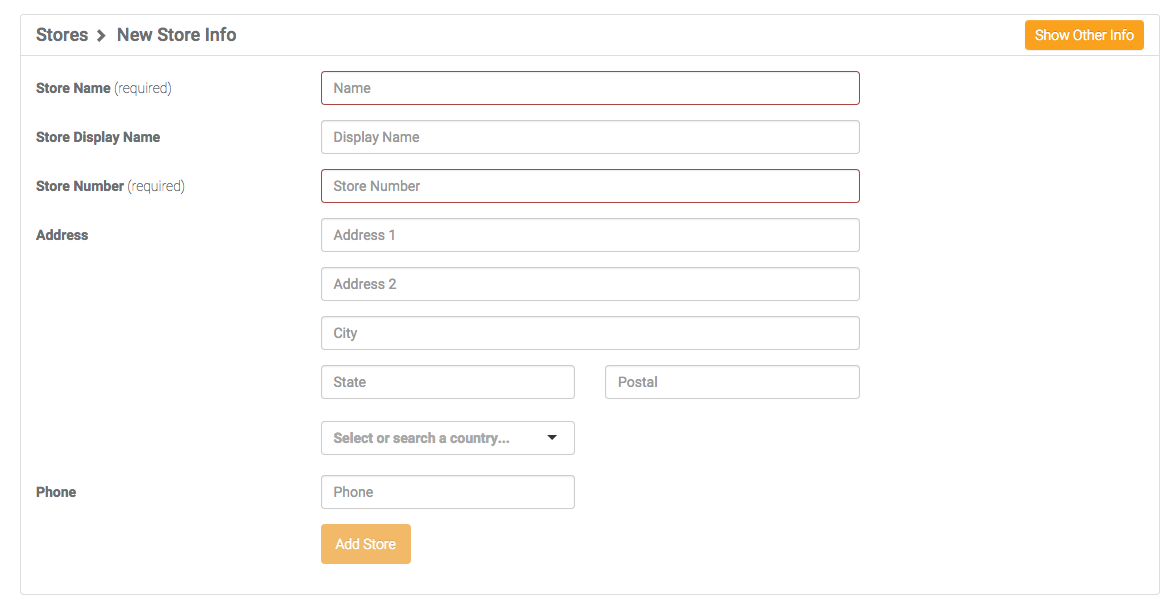 Stores > New Store Info
Show Other Info
Store Name (required)
Name
Store Display Name
Display Name
Store Number (required)
Store Number
Address
Address 1
Address 2
City
State
Postal
Select or search a country...
Phone
Phone
Add Store